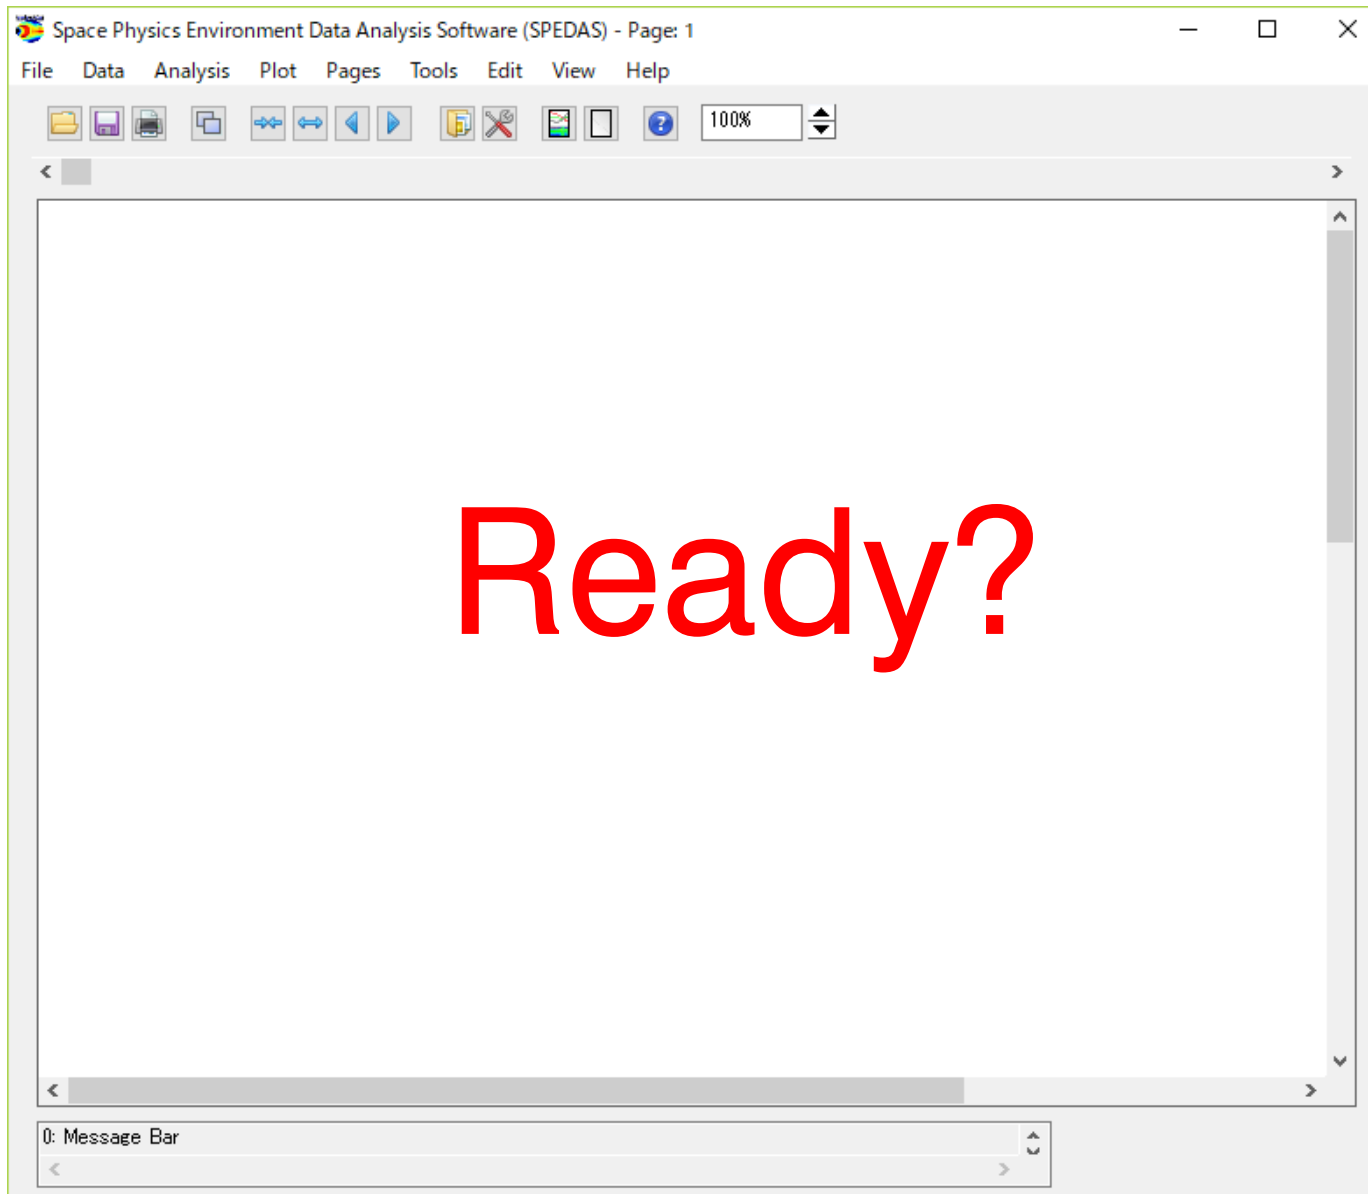 Space Physics Environment Data Analysis Software (SPEDAS) - Page: 1
File Data Analysis Plot Pages Tools Edit View Help
100%
Ready?
0: Message Bar